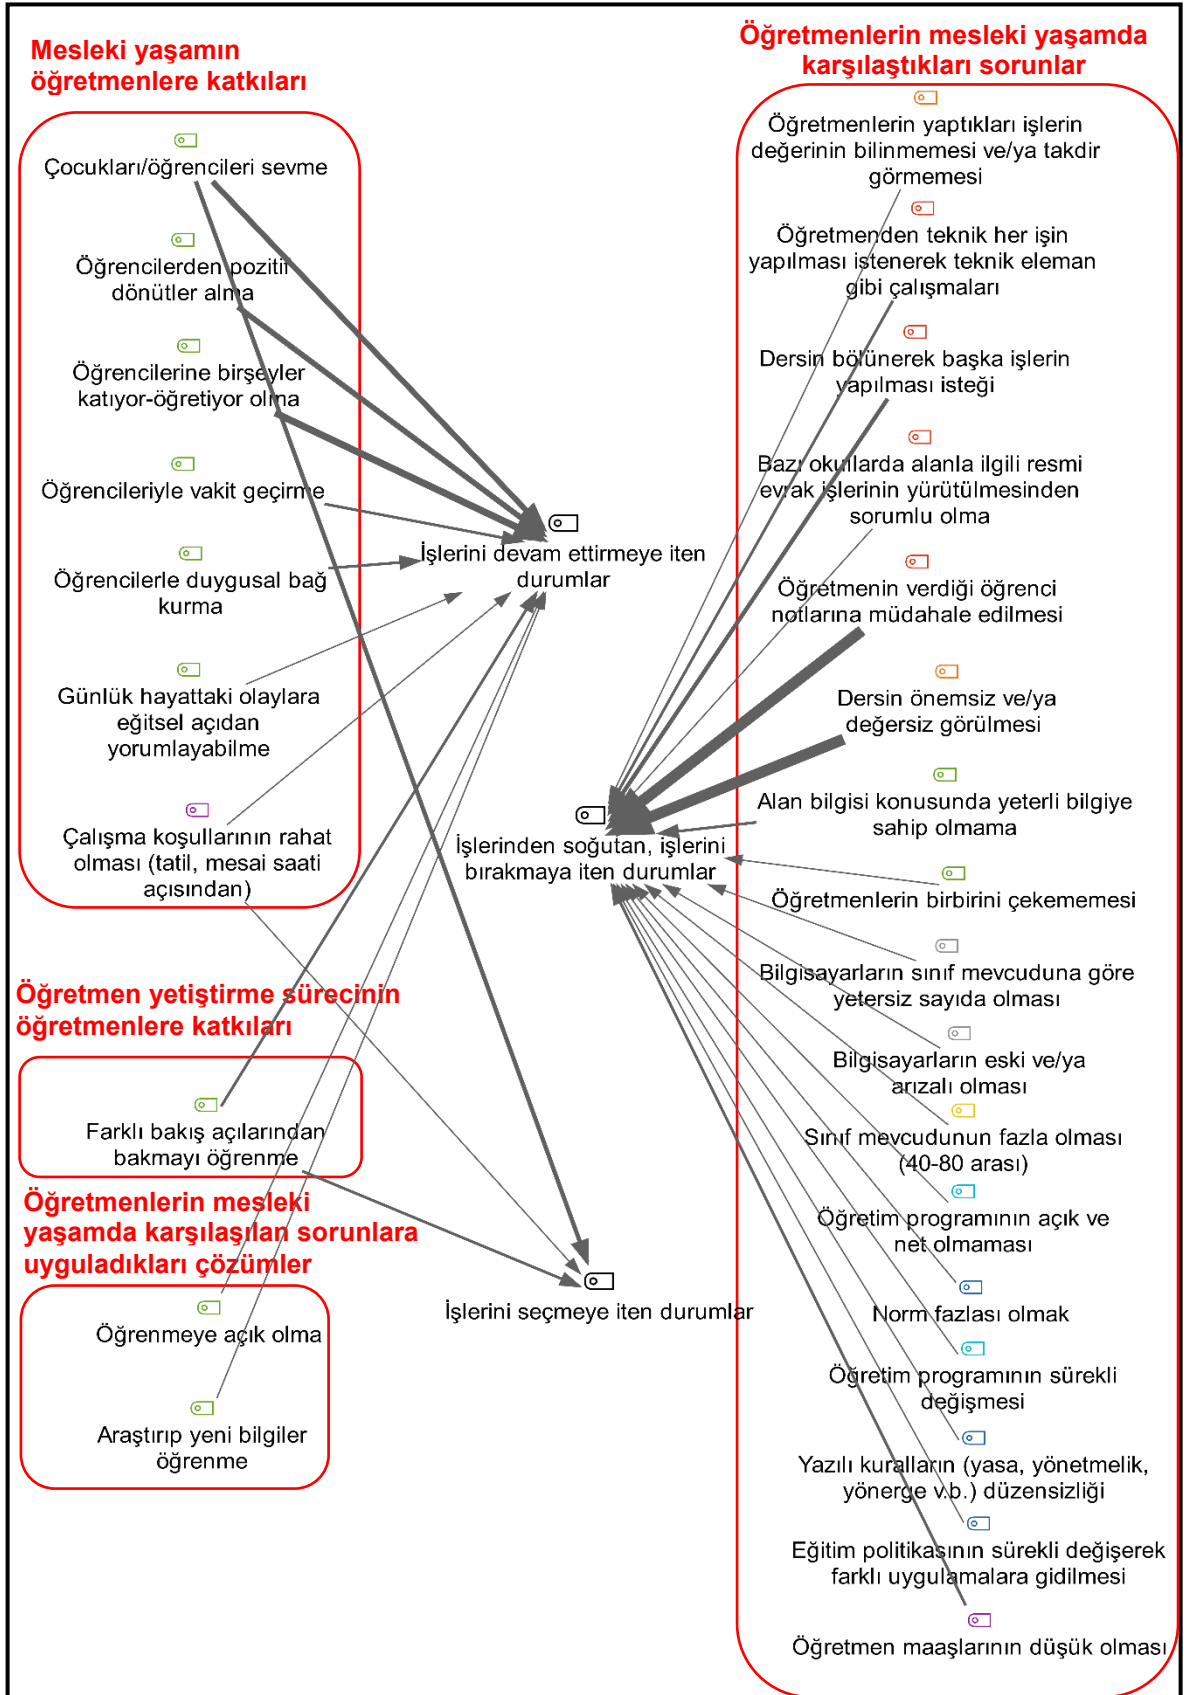 Mesleki yaşamın
öğretmenlere katkıları
Çocukları/öğrencileri sevme
Öğrencilerden pozitif
dönütler alma
Öğrencilerine birşeyler
katıyor-öğretiyor olma
Öğrencileriyle vakit geçirme
Öğrencilerle duygusal bağ
kurma
Günlük hayattaki olaylara
eğitsel açıdan
yorumlayabilme
Çalışma koşullarının rahat
olması (tatil, mesai saati
açısından)
Öğretmen yetiştirme sürecinin
öğretmenlere katkıları
Farklı bakış açılarından
bakmayı öğrenme
Öğretmenlerin mesleki
yaşamda karşılaşılan sorunlara
uyguladıkları çözümler
Öğrenmeye açık olma
Araştırıp yeni bilgiler
öğrenme
İşlerini devam ettirmeye iten
durumlar
İşlerinden soğutan, işlerini
bırakmaya iten durumlar
İşlerini seçmeye iten durumlar
Öğretmenlerin mesleki yaşamda
karşılaştıkları sorunlar
Öğretmenlerin yaptıkları işlerin
değerinin bilinmemesi ve/ya takdir
görmemesi
Öğretmenden teknik her işin
yapılması istenerek teknik eleman
gibi çalışmaları
Dersin bölünerek başka işlerin
yapılması isteği
Bazı okullarda alanla ilgili resmi
evrak işlerinin yürütülmesinden
sorumlu olma
Öğretmenin verdiği öğrenci
notlarına müdahale edilmesi
Dersin önemsiz ve/ya
değersiz görülmesi
Alan bilgisi konusunda yeterli bilgiye
sahip olmama
Öğretmenlerin birbirini çekememesi
Bilgisayarların sınıf mevcuduna göre
yetersiz sayıda olması
Bilgisayarların eski ve/ya
arızalı olması
Sınıf mevcudunun fazla olması
(40-80 arası)
Öğretim programının açık ve
net olmaması
Norm fazlası olmak
Öğretim programının sürekli
değişmesi
Yazılı kuralların (yasa, yönetmelik,
yönerge v.b.) düzensizliği
Eğitim politikasının sürekli değişerek
farklı uygulamalara gidilmesi
Öğretmen maaşlarının düşük olması